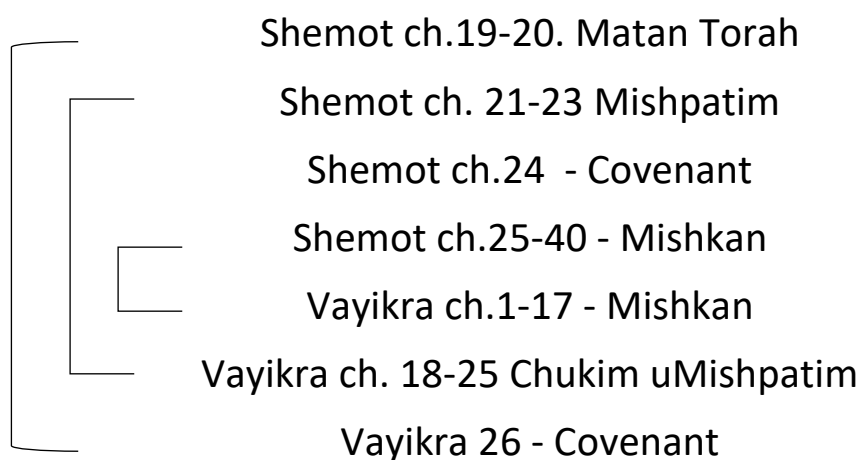 Shemot ch.19-20. Matan Torah
Shemot ch. 21-23 Mishpatim
Shemot ch.24  - Covenant
Shemot ch.25-40 - Mishkan
Vayikra ch.1-17 - Mishkan
Vayikra ch. 18-25 Chukim uMishpatim
Vayikra 26 - Covenant